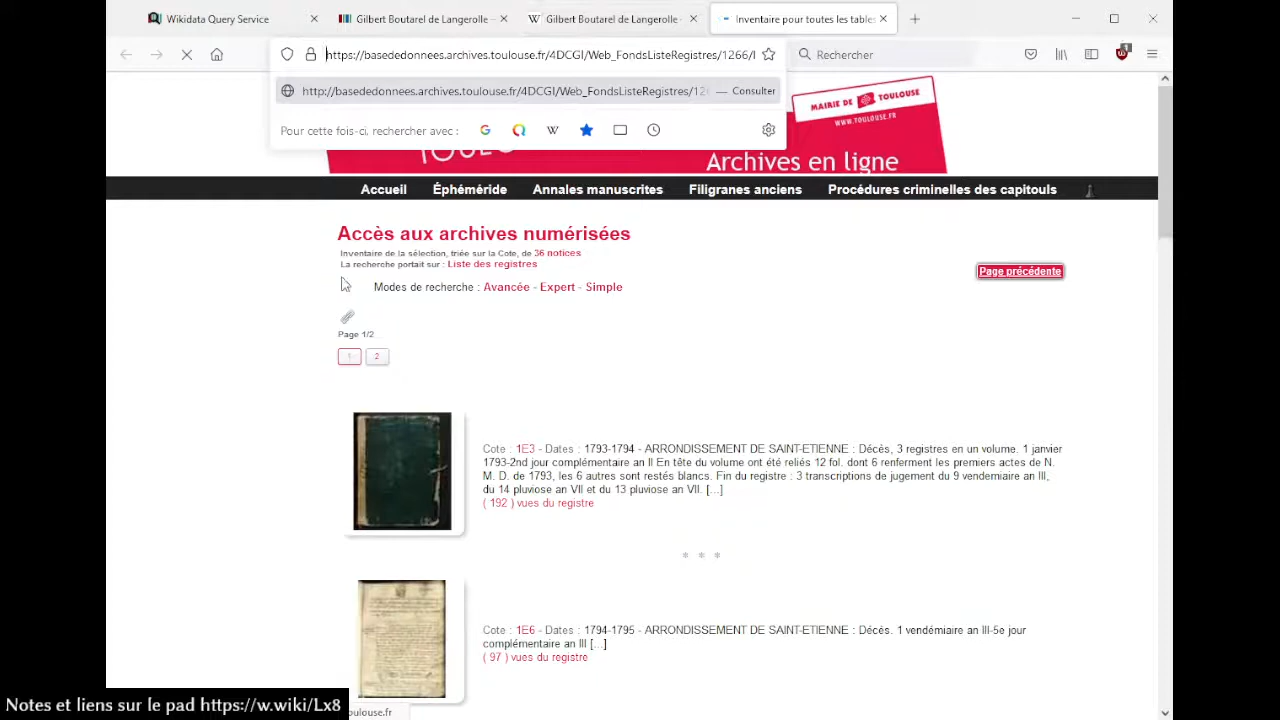 Wikidata Query Service
Gilbert Boutarel de Langerolle —
Gilbert Boutarel de Langerolle
Inventaire pour toutes les tables
https://basededonnees.archives.toulouse.fr/4DCGI/Web_FondsListeRegistres/1266/I
Rechercher
http://basededonnees.archives.toulouse.fr/4DCGI/Web_FondsListeRegistres/126 — Consulter
Pour cette fois-ci, rechercher avec :
MAIRIE DE TOULOUSE
WWW.TOULOUSE.FR
Archives en ligne
Accueil Éphéméride Annales manuscrites Filigranes anciens Procédures criminelles des capitouls
Accès aux archives numérisées
Inventaire de la sélection, triée sur la Cote, de 36 notices
La recherche portait sur : Liste des registres
Page précédente
Modes de recherche : Avancée - Expert - Simple
Page 1/2
1 2
Cote : 1E3 - Dates : 1793-1794 - ARRONDISSEMENT DE SAINT-ETIENNE : Décès, 3 registres en un volume. 1 janvier
1793-2nd jour complémentaire an II En tête du volume ont été reliés 12 fol. dont 6 renferment les premiers actes de N.
M. D. de 1793, les 6 autres sont restés blancs. Fin du registre : 3 transcriptions de jugement du 9 vendemiaire an III,
du 14 pluviose an VII et du 13 pluviose an VII. [...]
( 192 ) vues du registre
* * *
Cote : 1E6 - Dates : 1794-1795 - ARRONDISSEMENT DE SAINT-ETIENNE : Décès. 1 vendémiaire an III-5e jour
complémentaire an III [...]
( 97 ) vues du registre
Notes et liens sur le pad https://w.wiki/Lx8
oulouse.fr